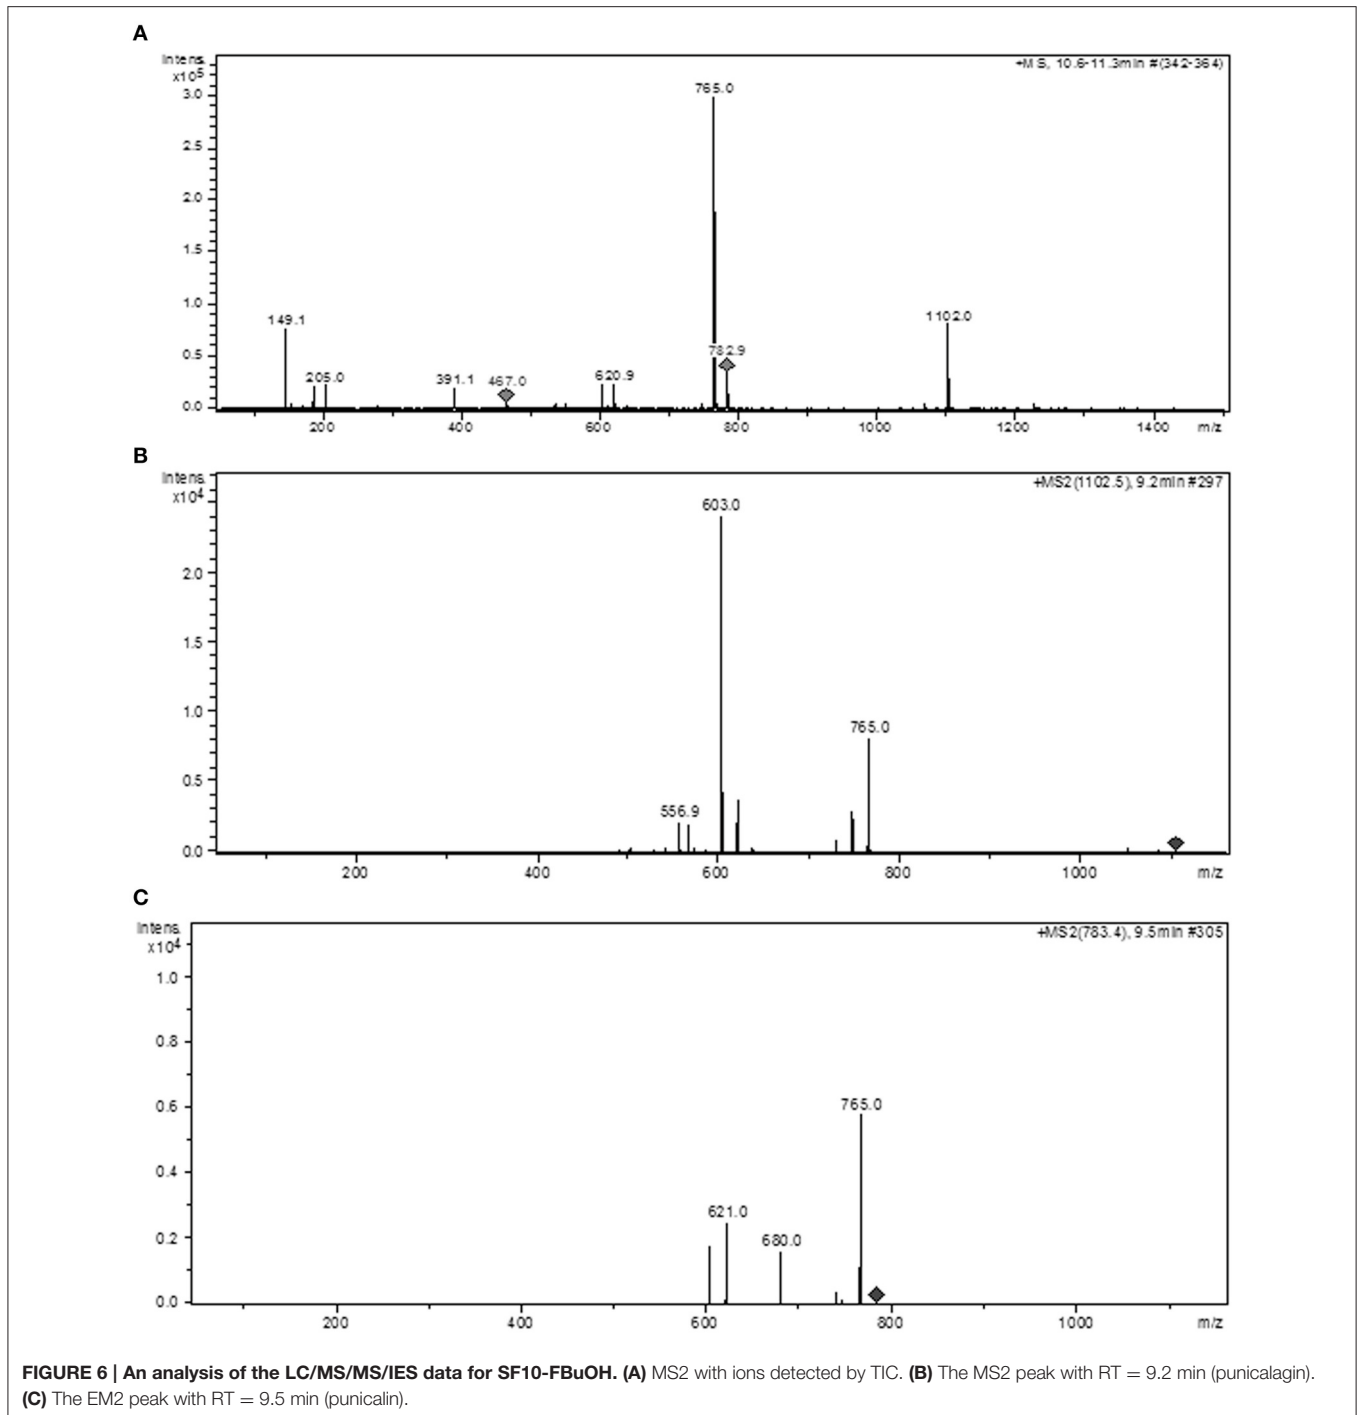 A
Intens.
x10⁵
+MS, 10.6-11.3min #(342-364)
3.0
2.5
2.0
1.5
1.0
0.5
0.0
765.0
149.1
205.0
391.1
467.0
620.9
782.9
1102.0
200
400
600
800
1000
1200
1400
m/z
B
Intens.
x10⁴
+MS2(1102.5), 9.2min #297
2.0
1.5
1.0
0.5
0.0
603.0
765.0
556.9
200
400
600
800
1000
m/z
C
Intens.
x10⁴
+MS2(783.4), 9.5min #305
1.0
0.8
0.6
0.4
0.2
0.0
765.0
621.0
680.0
200
400
600
800
1000
m/z
FIGURE 6 | An analysis of the LC/MS/MS/IES data for SF10-FBuOH. (A) MS2 with ions detected by TIC. (B) The MS2 peak with RT = 9.2 min (punicalagin).
(C) The EM2 peak with RT = 9.5 min (punicalin).